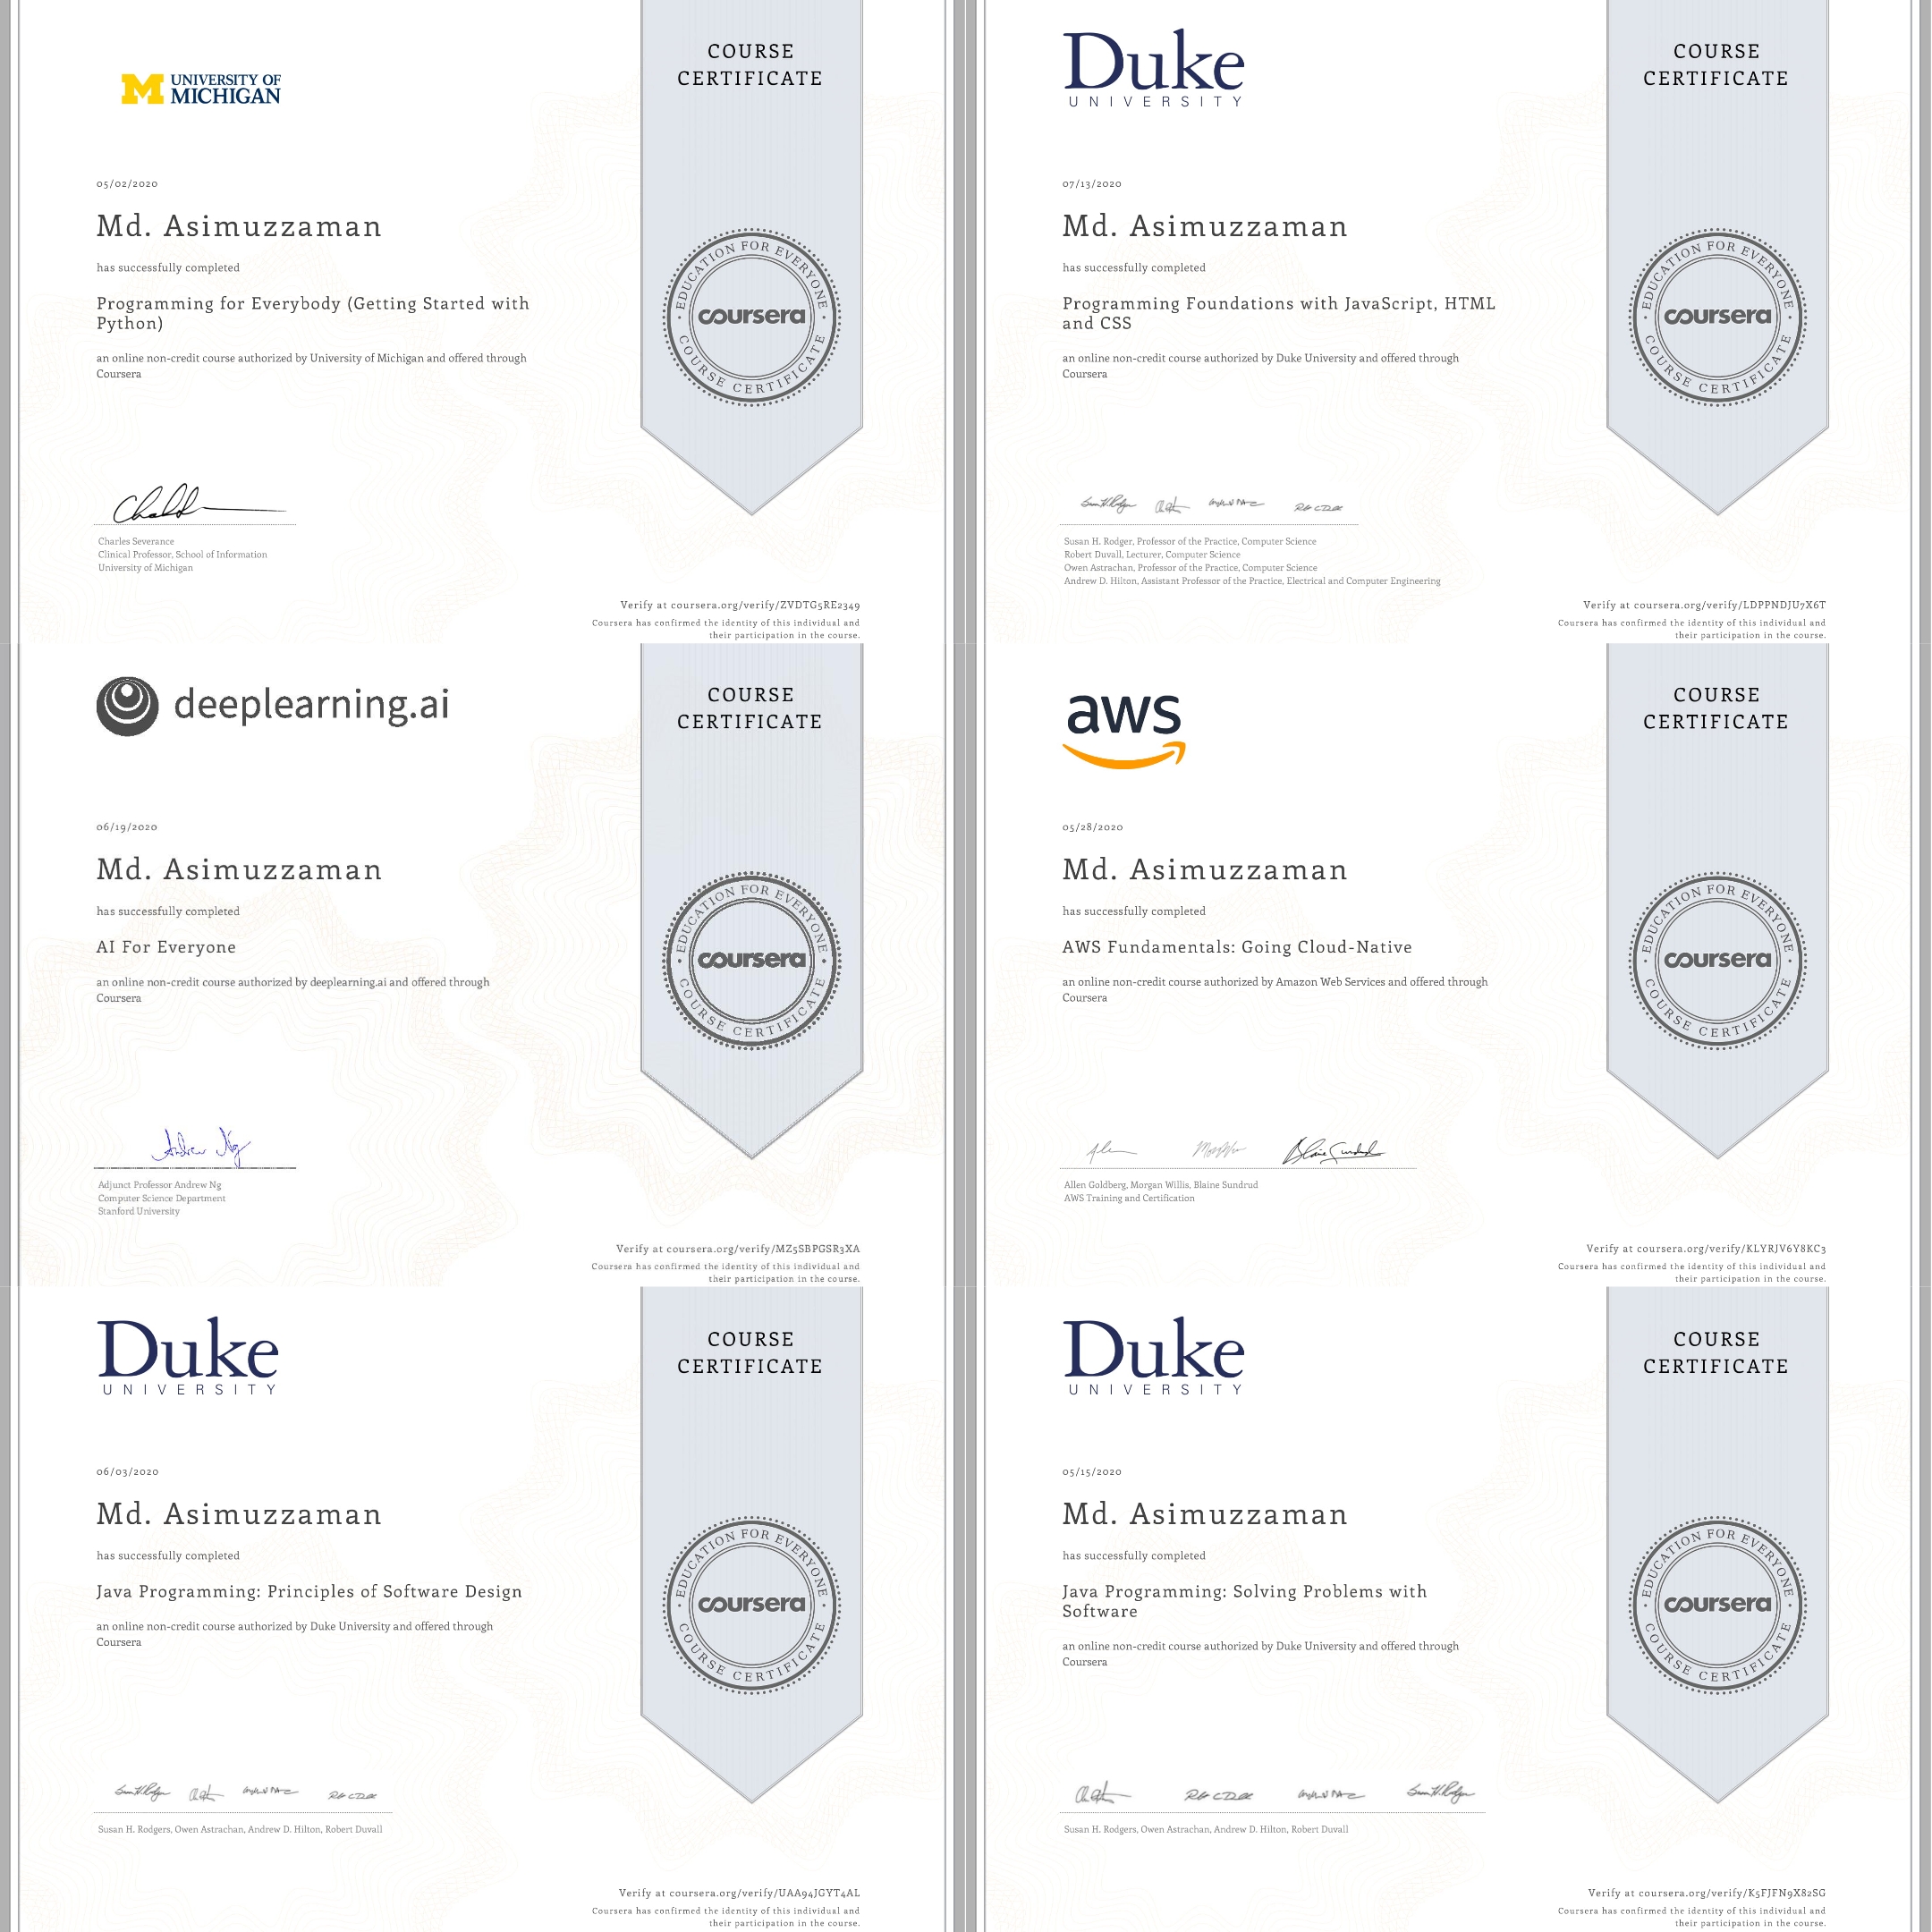 UNIVERSITY OF
MICHIGAN
COURSE
CERTIFICATE
05/02/2020
Md. Asimuzzaman
has successfully completed
Programming for Everybody (Getting Started with
Python)
an online non-credit course authorized by University of Michigan and offered through
Coursera
EDUCATION FOR EVERYONE
coursera
COURSE CERTIFICATE
Charles Severance
Clinical Professor, School of Information
University of Michigan
Verify at coursera.org/verify/ZVDTG5RE2349
Coursera has confirmed the identity of this individual and
their participation in the course.
Duke
UNIVERSITY
COURSE
CERTIFICATE
07/13/2020
Md. Asimuzzaman
has successfully completed
Programming Foundations with JavaScript, HTML
and CSS
an online non-credit course authorized by Duke University and offered through
Coursera
EDUCATION FOR EVERYONE
coursera
COURSE CERTIFICATE
Susan H. Rodger, Professor of the Practice, Computer Science
Robert Duvall, Lecturer, Computer Science
Owen Astrachan, Professor of the Practice, Computer Science
Andrew D. Hilton, Assistant Professor of the Practice, Electrical and Computer Engineering
Verify at coursera.org/verify/LDPPNDJU7X6T
Coursera has confirmed the identity of this individual and
their participation in the course.
deeplearning.ai
COURSE
CERTIFICATE
06/19/2020
Md. Asimuzzaman
has successfully completed
AI For Everyone
an online non-credit course authorized by deeplearning.ai and offered through
Coursera
EDUCATION FOR EVERYONE
coursera
COURSE CERTIFICATE
Andrew Ng
Adjunct Professor Andrew Ng
Computer Science Department
Stanford University
Verify at coursera.org/verify/MZ5SBPGSR3XA
Coursera has confirmed the identity of this individual and
their participation in the course.
aws
COURSE
CERTIFICATE
05/28/2020
Md. Asimuzzaman
has successfully completed
AWS Fundamentals: Going Cloud-Native
an online non-credit course authorized by Amazon Web Services and offered through
Coursera
EDUCATION FOR EVERYONE
coursera
COURSE CERTIFICATE
Allen Goldberg, Morgan Willis, Blaine Sundrud
AWS Training and Certification
Verify at coursera.org/verify/KLYRJV6Y8KC3
Coursera has confirmed the identity of this individual and
their participation in the course.
Duke
UNIVERSITY
COURSE
CERTIFICATE
06/03/2020
Md. Asimuzzaman
has successfully completed
Java Programming: Principles of Software Design
an online non-credit course authorized by Duke University and offered through
Coursera
EDUCATION FOR EVERYONE
coursera
COURSE CERTIFICATE
Susan H. Rodgers, Owen Astrachan, Andrew D. Hilton, Robert Duvall
Verify at coursera.org/verify/UAA94JGYT4AL
Coursera has confirmed the identity of this individual and
their participation in the course.
Duke
UNIVERSITY
COURSE
CERTIFICATE
05/15/2020
Md. Asimuzzaman
has successfully completed
Java Programming: Solving Problems with
Software
an online non-credit course authorized by Duke University and offered through
Coursera
EDUCATION FOR EVERYONE
coursera
COURSE CERTIFICATE
Susan H. Rodgers, Owen Astrachan, Andrew D. Hilton, Robert Duvall
Verify at coursera.org/verify/K5FJFN9X82SG
Coursera has confirmed the identity of this individual and
their participation in the course.